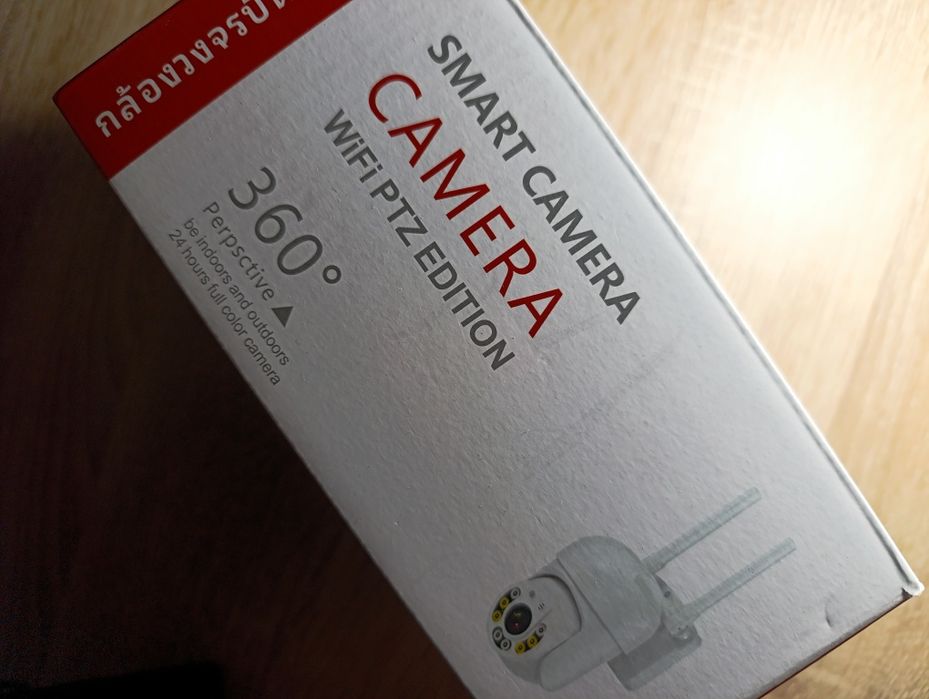 กล้องวงจรปิด
SMART CAMERA
CAMERA
WiFi PTZ EDITION
360°
Perpsctive ▲
be indoors and outdoors
24 hours full color camera